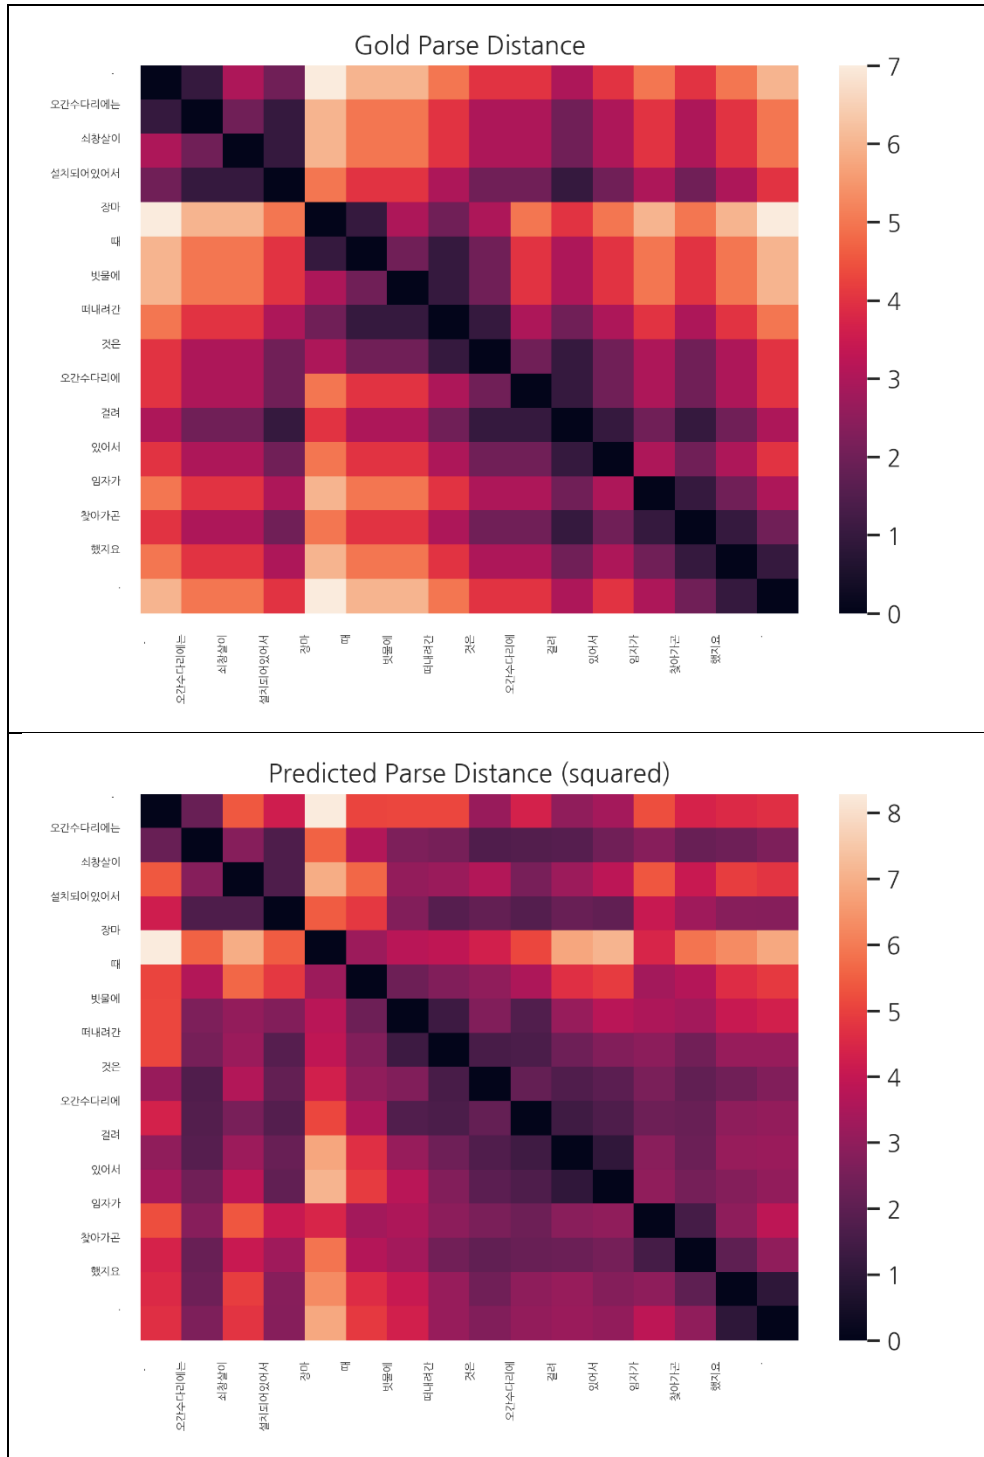 Gold Parse Distance
.
오간수다리에는
쇠창살이
설치되어있어서
장마
때
빗물에
떠내려간
것은
오간수다리에
걸려
있어서
임자가
찾아가곤
했지요
.
7
6
5
4
3
2
1
0
.
오간수다리에는
쇠창살이
설치되어있어서
장마
때
빗물에
떠내려간
것은
오간수다리에
걸려
있어서
임자가
찾아가곤
했지요
.
Predicted Parse Distance (squared)
.
오간수다리에는
쇠창살이
설치되어있어서
장마
때
빗물에
떠내려간
것은
오간수다리에
걸려
있어서
임자가
찾아가곤
했지요
.
8
7
6
5
4
3
2
1
0
.
오간수다리에는
쇠창살이
설치되어있어서
장마
때
빗물에
떠내려간
것은
오간수다리에
걸려
있어서
임자가
찾아가곤
했지요
.